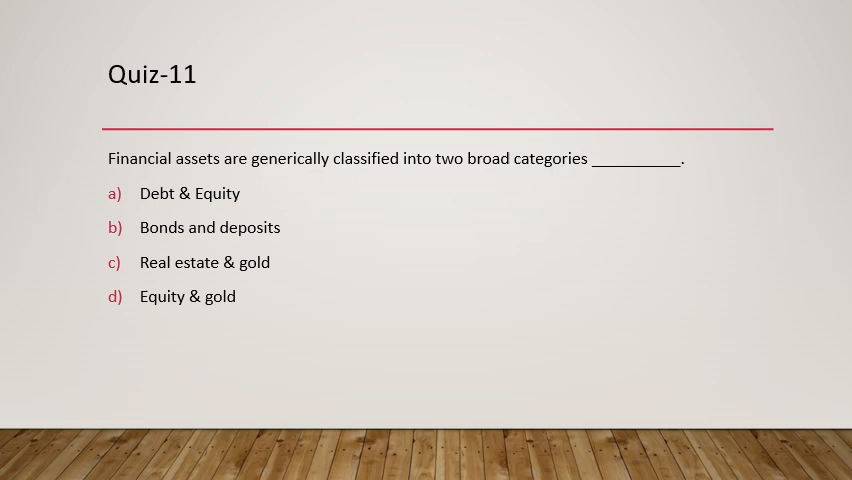 Quiz-11
Financial assets are generically classified into two broad categories __________.
a) Debt & Equity
b) Bonds and deposits
c) Real estate & gold
d) Equity & gold